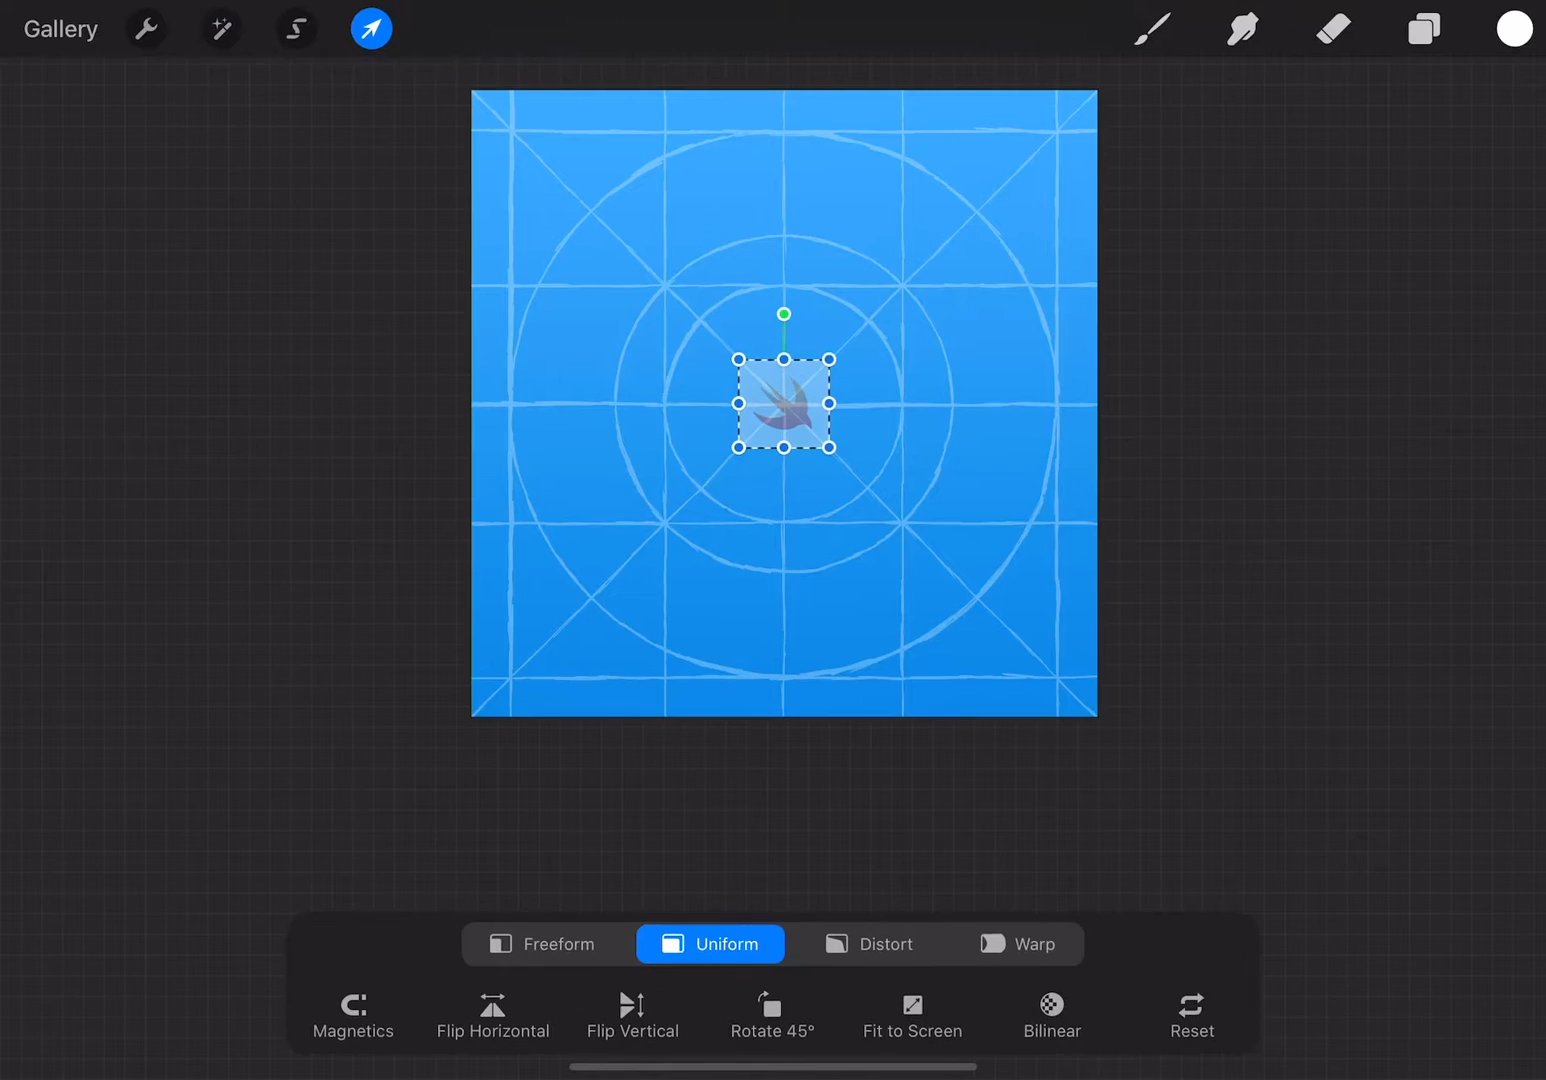 Gallery
Freeform
Uniform
Distort
Warp
Magnetics
Flip Horizontal
Flip Vertical
Rotate 45°
Fit to Screen
Bilinear
Reset